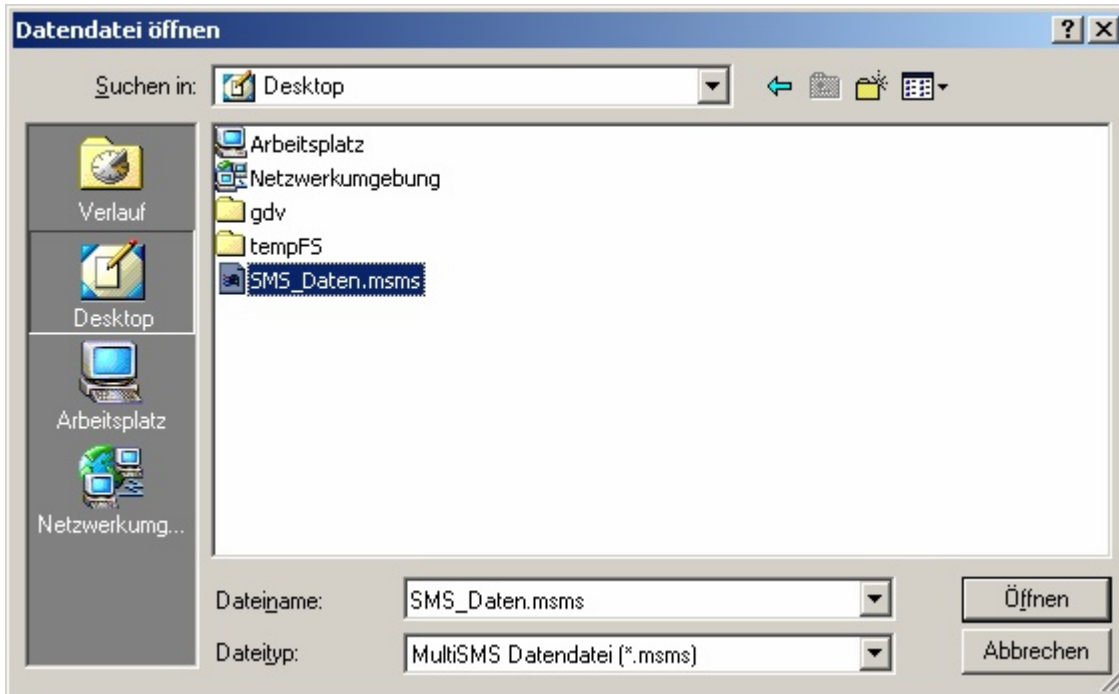 Datendatei öffnen
Suchen in: Desktop
Verlauf
Desktop
Arbeitsplatz
Netzwerkumg...
Arbeitsplatz
Netzwerkumgebung
gdv
tempFS
SMS_Daten.msms
Dateiname: SMS_Daten.msms Öffnen
Dateityp: MultiSMS Datendatei (*.msms) Abbrechen